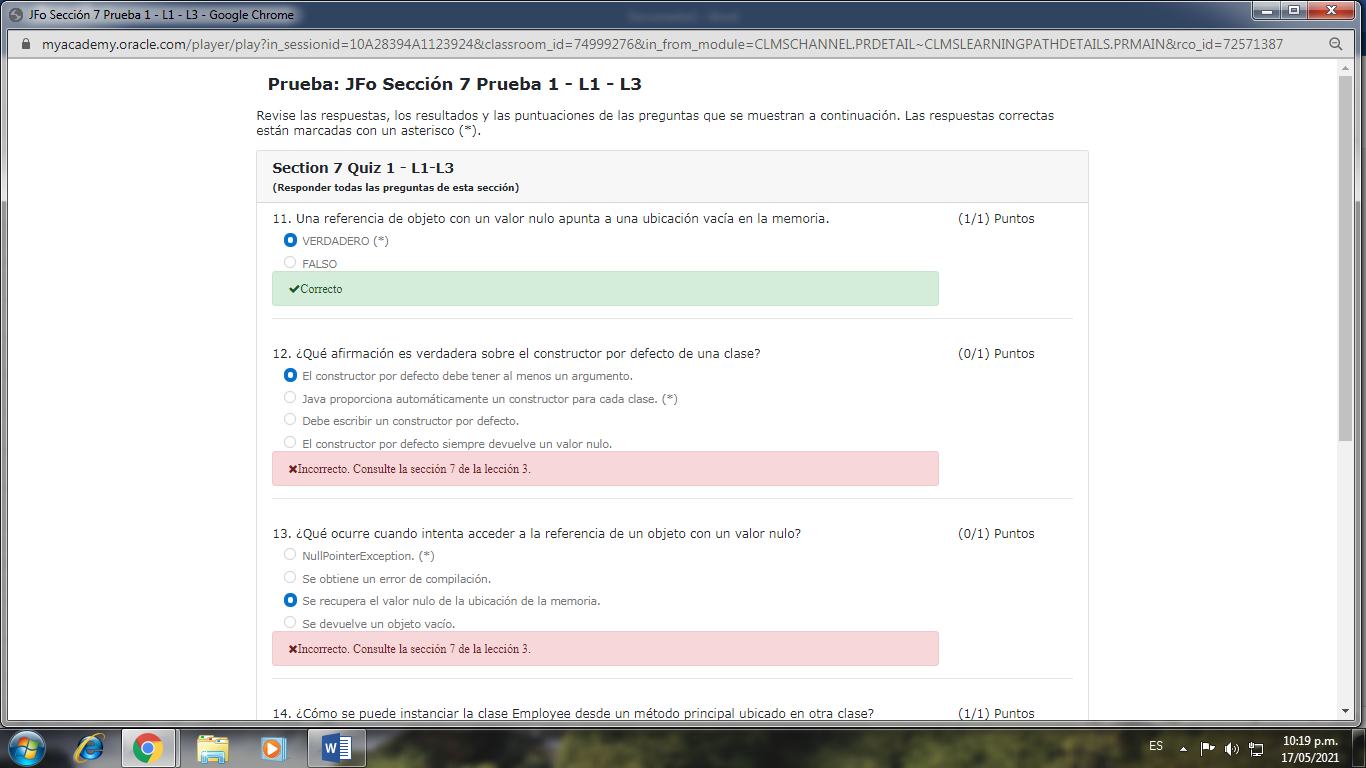 JFo Sección 7 Prueba 1 - L1 - L3 - Google Chrome
myacademy.oracle.com/player/play?in_sessionid=10A28394A1123924&classroom_id=74999276&in_from_module=CLMSCHANNEL.PRDETAIL~CLMSLEARNINGPATHDETAILS.PRMAIN&rco_id=72571387
Prueba: JFo Sección 7 Prueba 1 - L1 - L3
Revise las respuestas, los resultados y las puntuaciones de las preguntas que se muestran a continuación. Las respuestas correctas
están marcadas con un asterisco (*).
Section 7 Quiz 1 - L1-L3
(Responder todas las preguntas de esta sección)
11. Una referencia de objeto con un valor nulo apunta a una ubicación vacía en la memoria. (1/1) Puntos
VERDADERO (*)
FALSO
Correcto
12. ¿Qué afirmación es verdadera sobre el constructor por defecto de una clase? (0/1) Puntos
El constructor por defecto debe tener al menos un argumento.
Java proporciona automáticamente un constructor para cada clase. (*)
Debe escribir un constructor por defecto.
El constructor por defecto siempre devuelve un valor nulo.
Incorrecto. Consulte la sección 7 de la lección 3.
13. ¿Qué ocurre cuando intenta acceder a la referencia de un objeto con un valor nulo? (0/1) Puntos
NullPointerException. (*)
Se obtiene un error de compilación.
Se recupera el valor nulo de la ubicación de la memoria.
Se devuelve un objeto vacío.
Incorrecto. Consulte la sección 7 de la lección 3.
14. ¿Cómo se puede instanciar la clase Employee desde un método principal ubicado en otra clase? (1/1) Puntos
ES
10:19 p.m.
17/05/2021